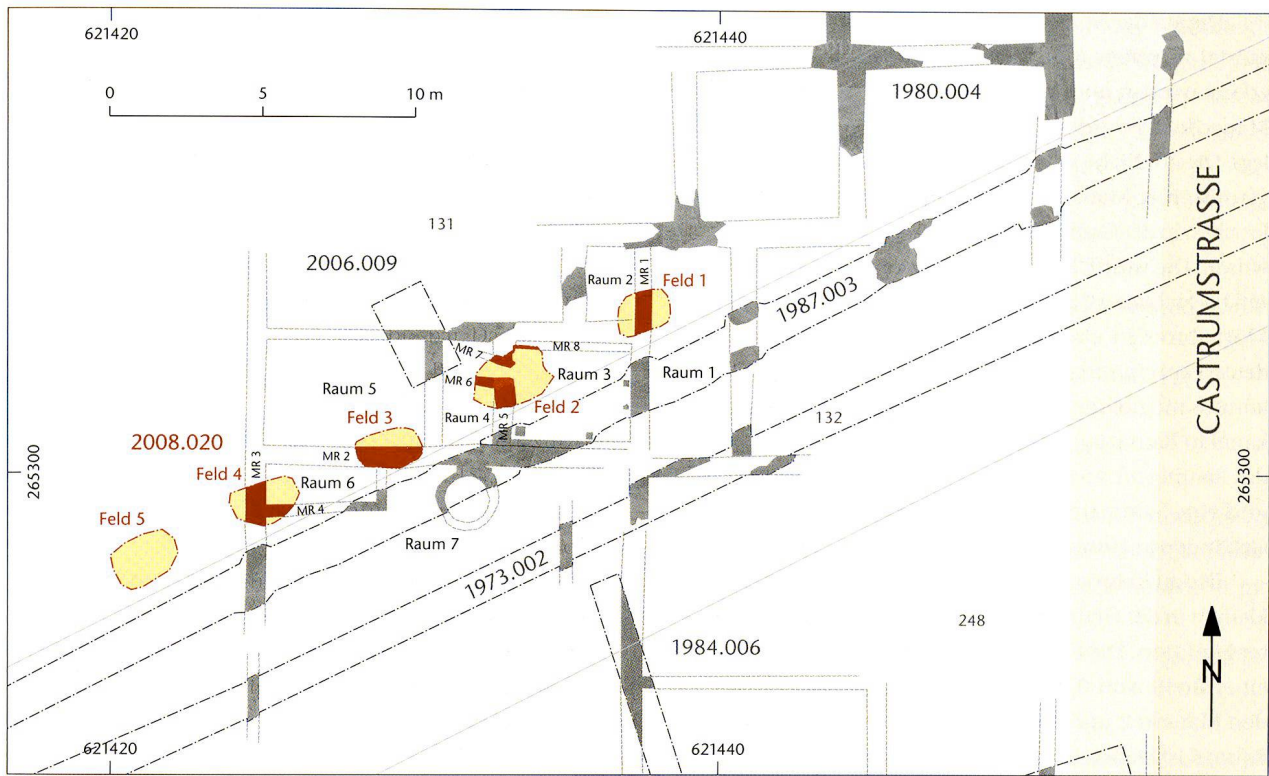 621420
621440
0 5 10 m
1980.004
CASTRUMSTRASSE
131
2006.009
Raum 2
MR 1
Feld 1
1987.003
MR 7
MR 8
MR 6
Raum 3
Raum 1
Raum 5
Raum 4
MR 5
Feld 2
Feld 3
132
2008.020
MR 2
MR 3
265300
265300
Feld 4
Raum 6
MR 4
Feld 5
Raum 7
1973.002
248
1984.006
N
621420
621440